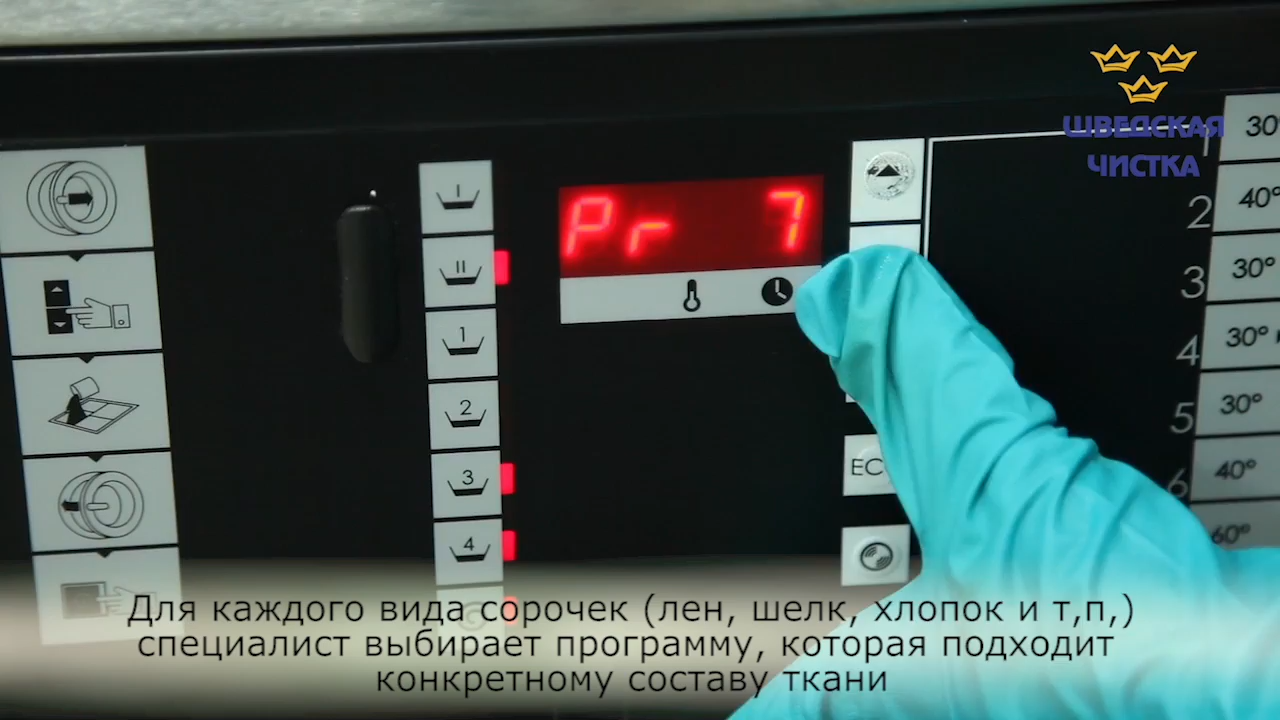 ШВЕДСКАЯ
ЧИСТКА
Pr 7
I
II
1
2
3
4
EC
1 30°
2 40°
3 30°
4 30°
5 30°
6 40°
60°
Для каждого вида сорочек (лен, шелк, хлопок и т,п,)
специалист выбирает программу, которая подходит
конкретному составу ткани